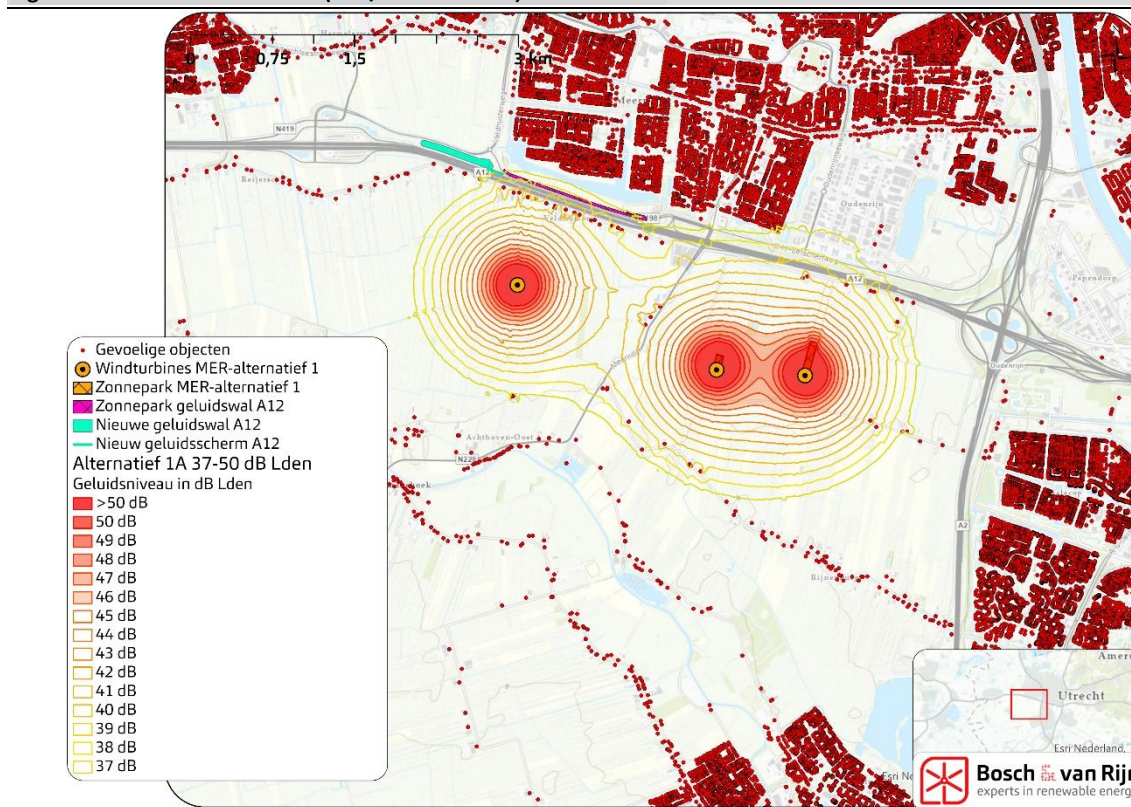 0 0,75 1,5 3 km
N419
Meer
Oudenrijn
A12
Reijers
A12
A12
Papendorp
Oudenrijn
Achthoven-Oost
N228
A2
• Gevoelige objecten
Windturbines MER-alternatief 1
Zonnepark MER-alternatief 1
Zonnepark geluidswal A12
Nieuwe geluidswal A12
Nieuw geluidsscherm A12
Alternatief 1A 37-50 dB Lden
Geluidsniveau in dB Lden
>50 dB
50 dB
49 dB
48 dB
47 dB
46 dB
45 dB
44 dB
43 dB
42 dB
41 dB
40 dB
39 dB
38 dB
37 dB
Utrecht
Esri Nederland,
Bosch & van Rijn
experts in renewable energ